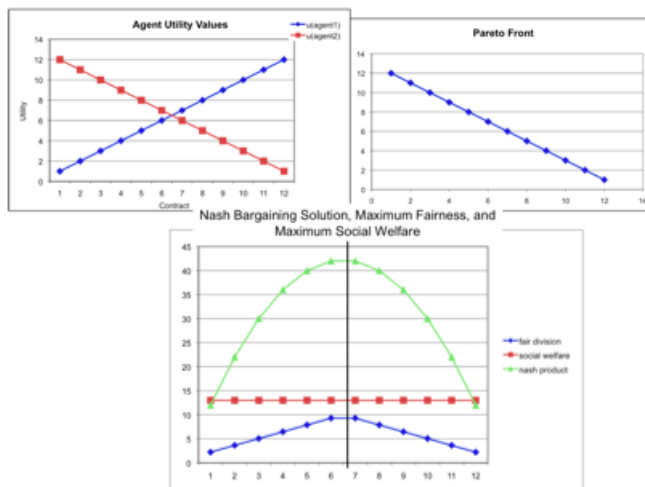 Agent Utility Values
u(agent1)
u(agent2)
14
12
10
8
6
4
2
0
Utility
1 2 3 4 5 6 7 8 9 10 11 12
Contract
Pareto Front
14
12
10
8
6
4
2
0
0 2 4 6 8 10 12 14
Nash Bargaining Solution, Maximum Fairness, and
Maximum Social Welfare
45
40
35
30
25
20
15
10
5
0
1 2 3 4 5 6 7 8 9 10 11 12
fair division
social welfare
nash product